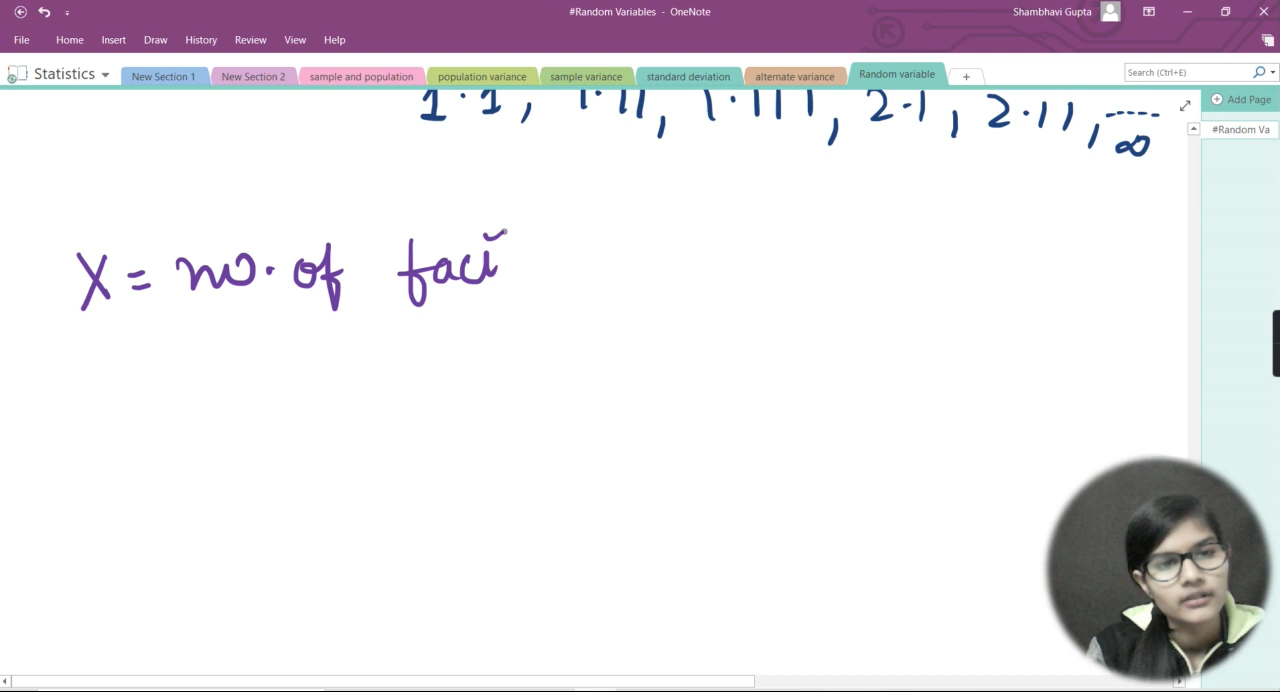 #Random Variables - OneNote
Shambhavi Gupta
File Home Insert Draw History Review View Help
Statistics
New Section 1
New Section 2
sample and population
population variance
sample variance
standard deviation
alternate variance
Random variable
+
Search (Ctrl+E)
Add Page
#Random Va
1.1, 1.11, 1.111, 2.1, 2.11, ----- ∞
X = no. of faci